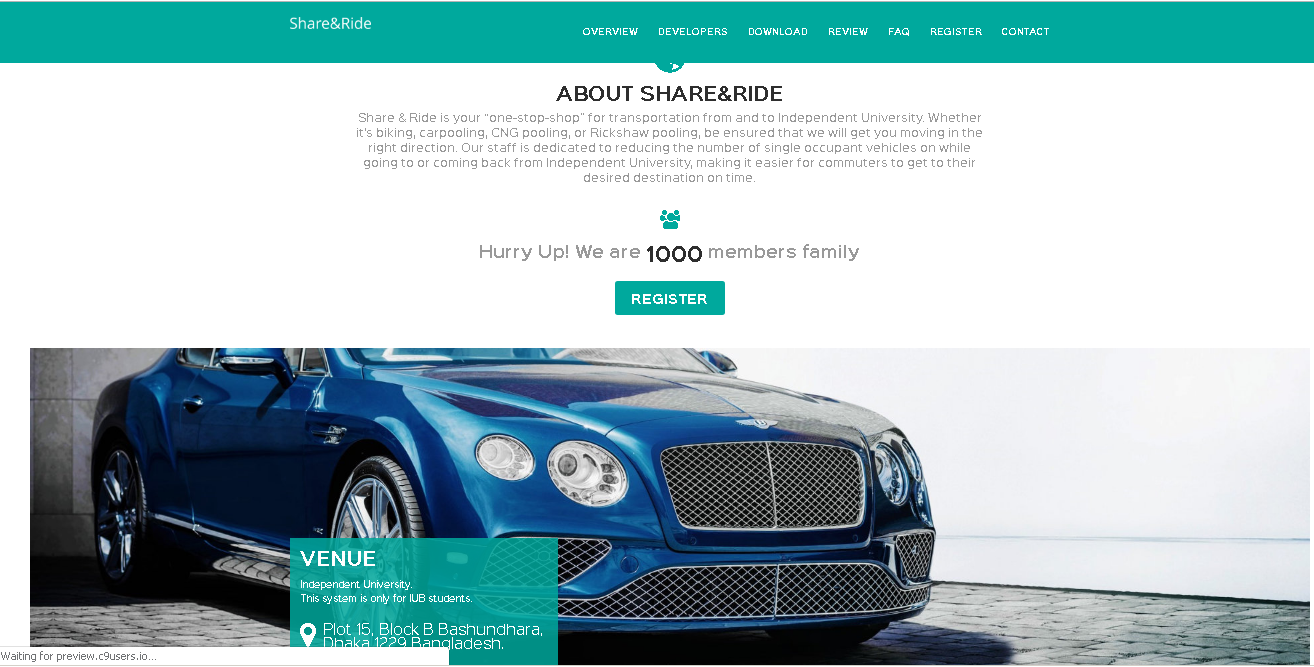 Share&Ride
OVERVIEW DEVELOPERS DOWNLOAD REVIEW FAQ REGISTER CONTACT
ABOUT SHARE&RIDE
Share & Ride is your "one-stop-shop" for transportation from and to Independent University. Whether
it's biking, carpooling, CNG pooling, or Rickshaw pooling, be ensured that we will get you moving in the
right direction. Our staff is dedicated to reducing the number of single occupant vehicles on while
going to or coming back from Independent University, making it easier for commuters to get to their
desired destination on time.
Hurry Up! We are 1000 members family
REGISTER
VENUE
Independent University.
This system is only for IUB students.
Plot 15, Block B Bashundhara,
Dhaka 1229 Bangladesh.
Waiting for preview.c9users.io...